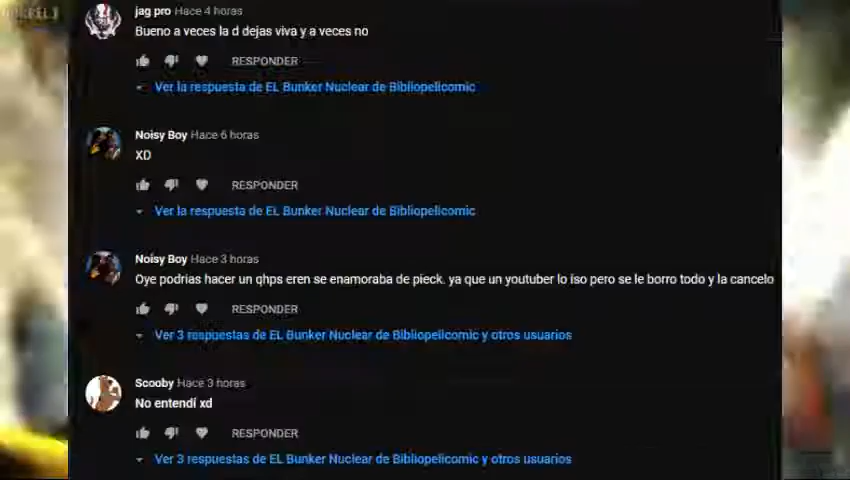 jag pro Hace 4 horas
Bueno a veces la d dejas viva y a veces no
RESPONDER
Ver la respuesta de EL Bunker Nuclear de Bibliopelicomic
Noisy Boy Hace 6 horas
XD
RESPONDER
Ver la respuesta de EL Bunker Nuclear de Bibliopelicomic
Noisy Boy Hace 3 horas
Oye podrias hacer un qhps eren se enamoraba de pieck. ya que un youtuber lo iso pero se le borro todo y la cancelo
RESPONDER
Ver 3 respuestas de EL Bunker Nuclear de Bibliopelicomic y otros usuarios
Scooby Hace 3 horas
No entendí xd
RESPONDER
Ver 3 respuestas de EL Bunker Nuclear de Bibliopelicomic y otros usuarios